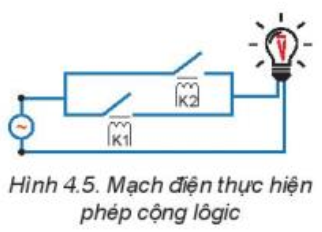 K2
K1
~
Hình 4.5. Mạch điện thực hiện
phép cộng lôgic